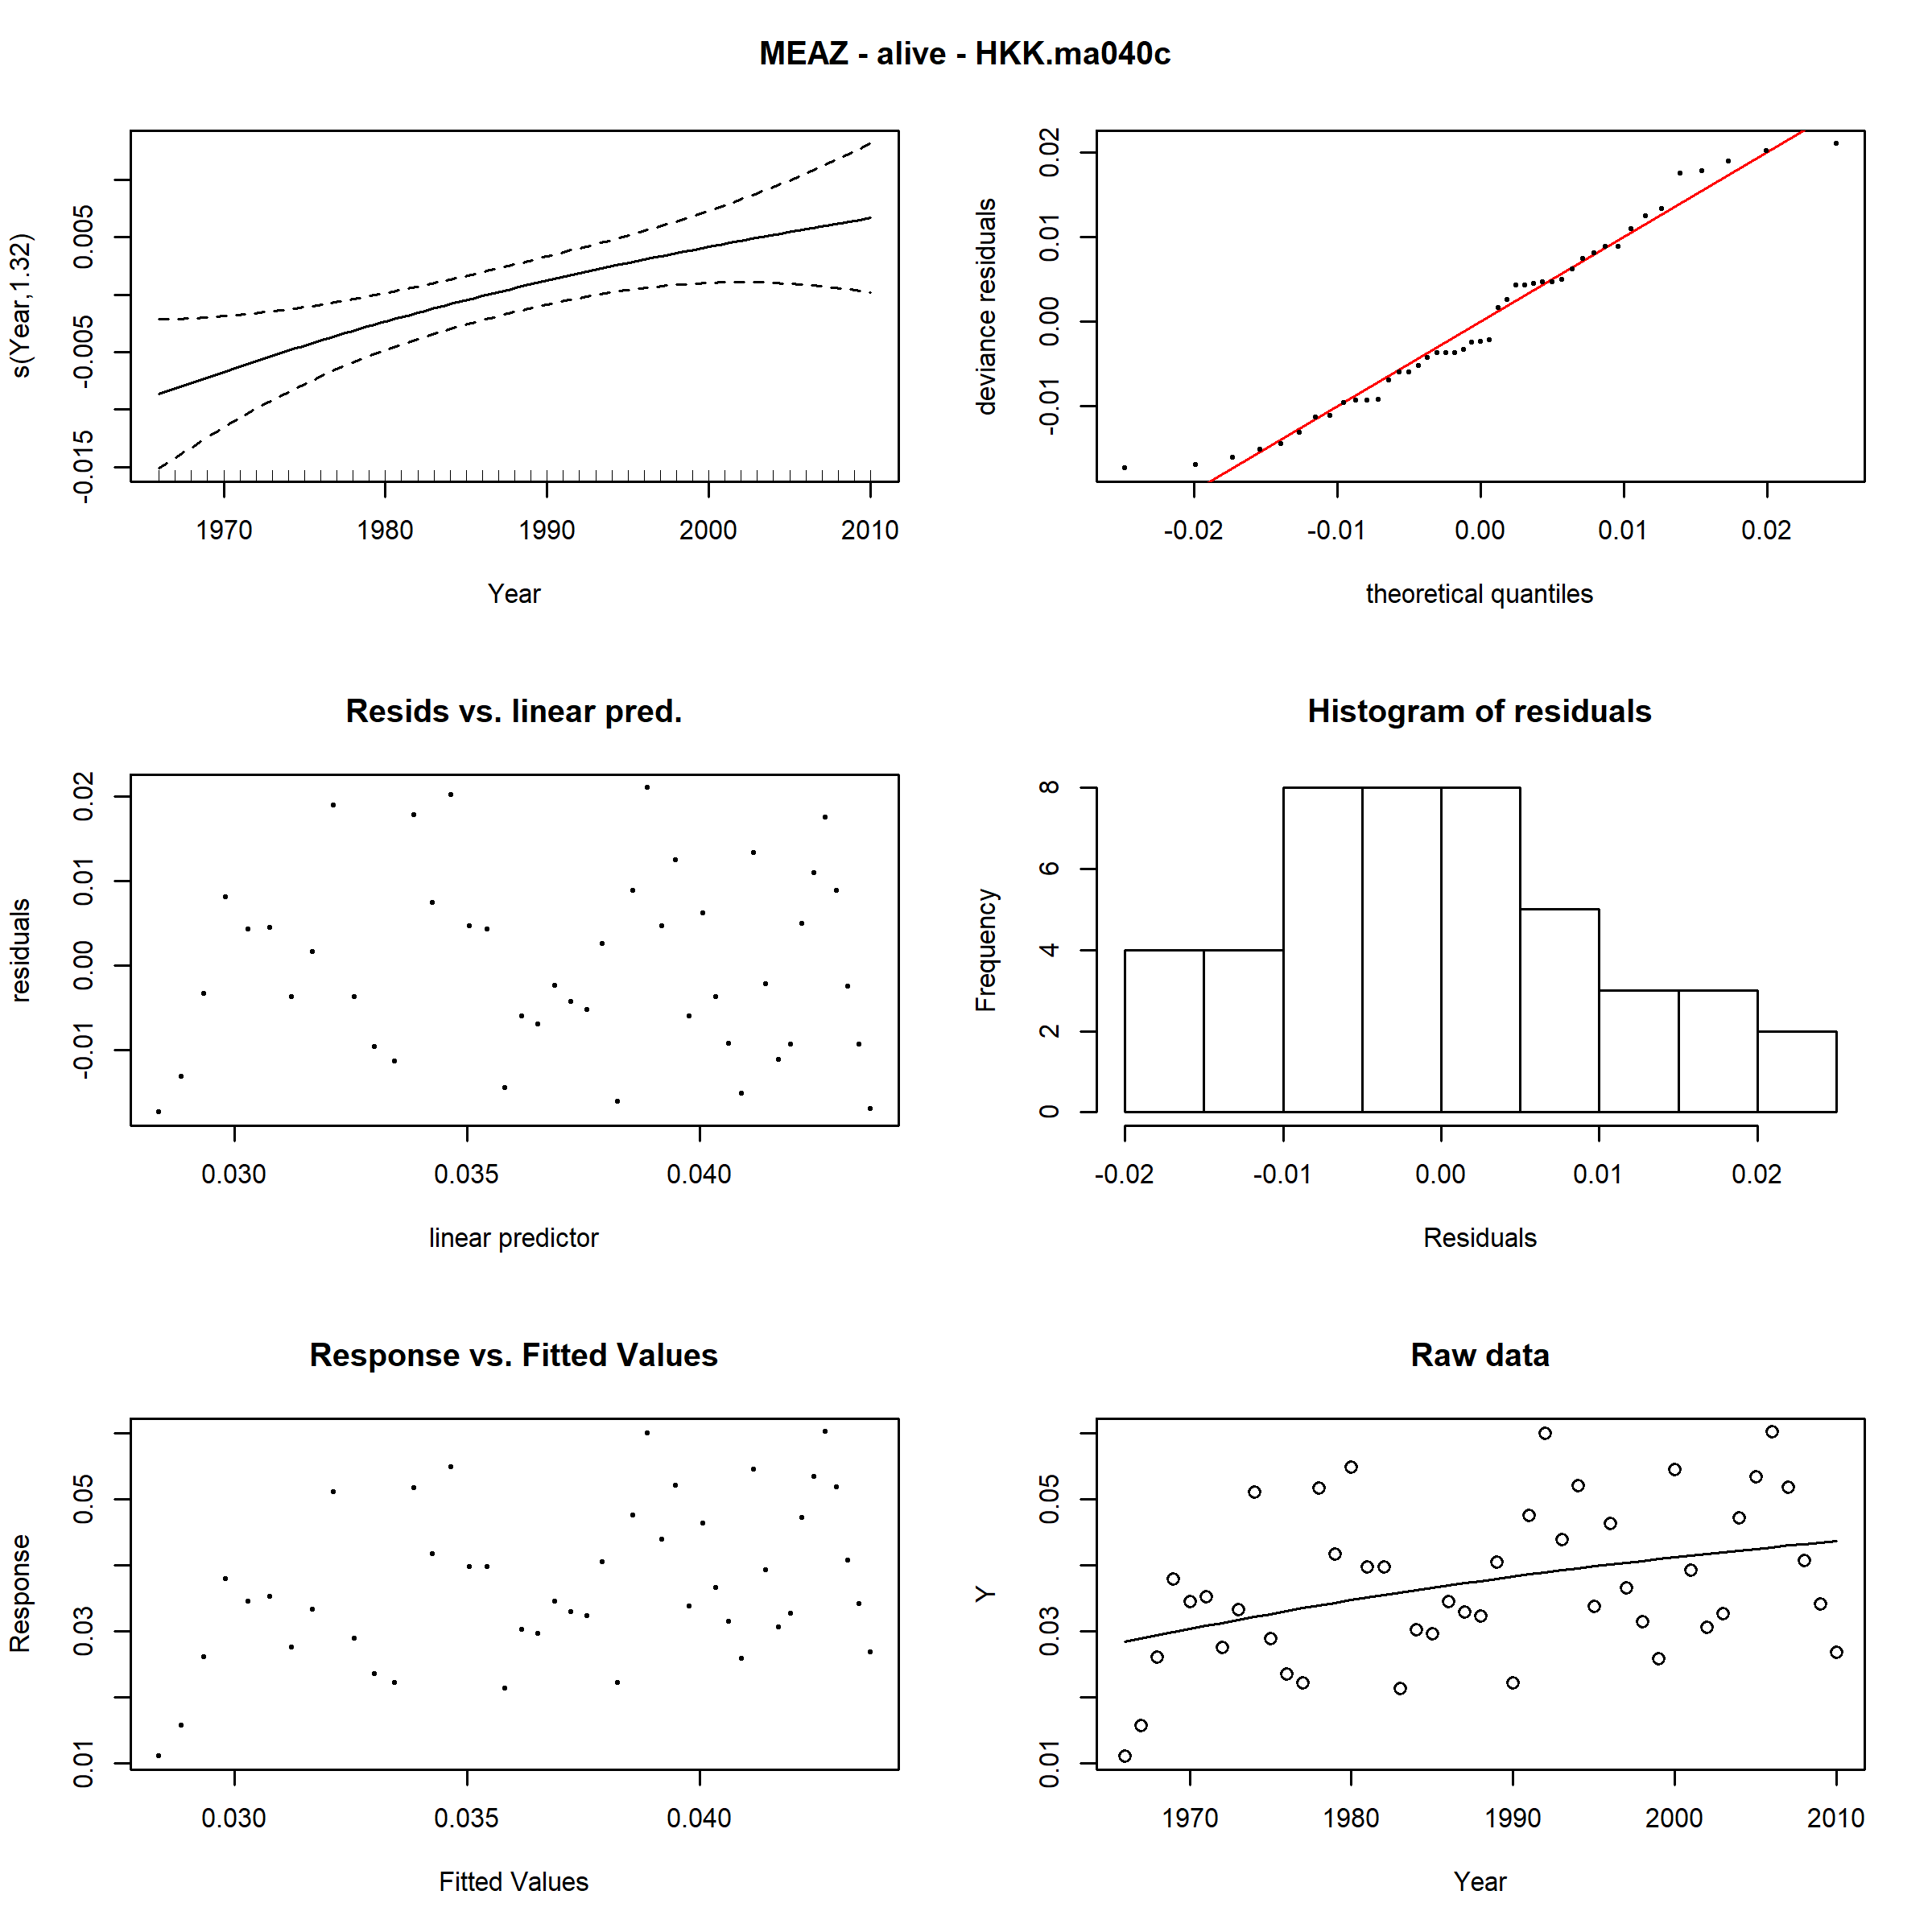 MEAZ - alive - HKK.ma040c
s(Year,1.32)
-0.015 -0.005 0.005
1970 1980 1990 2000 2010
Year
deviance residuals
-0.01 0.00 0.01 0.02
-0.02 -0.01 0.00 0.01 0.02
theoretical quantiles
Resids vs. linear pred.
residuals
-0.01 0.00 0.01 0.02
0.030 0.035 0.040
linear predictor
Histogram of residuals
Frequency
0 2 4 6 8
-0.02 -0.01 0.00 0.01 0.02
Residuals
Response vs. Fitted Values
Response
0.01 0.03 0.05
0.030 0.035 0.040
Fitted Values
Raw data
Y
0.01 0.03 0.05
1970 1980 1990 2000 2010
Year